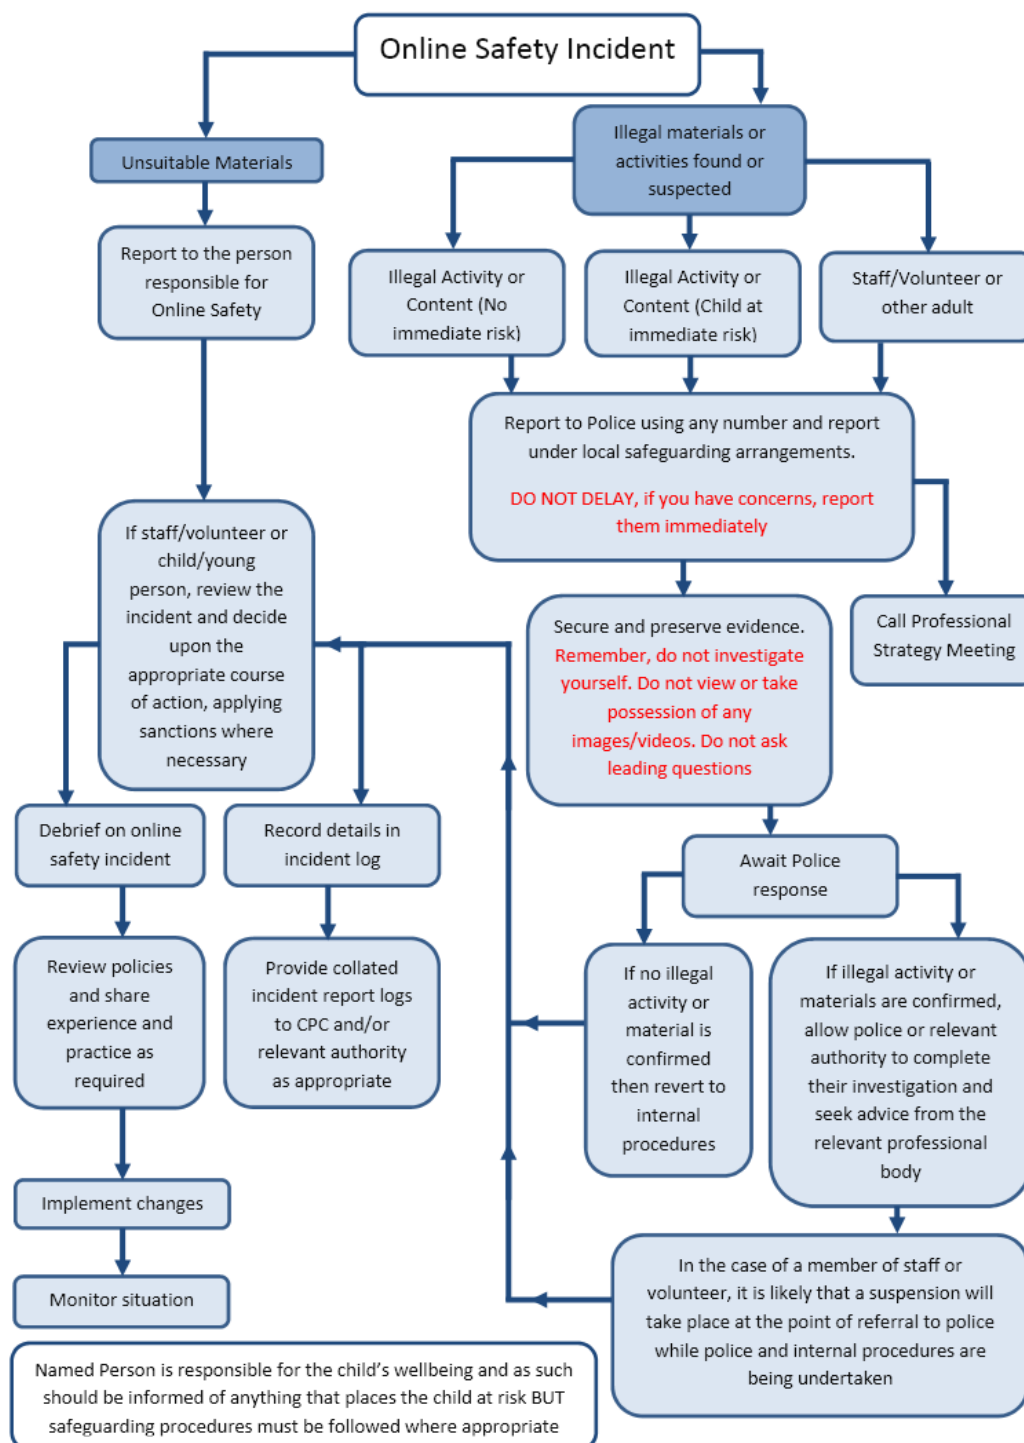 Online Safety Incident
Unsuitable Materials
Illegal materials or
activities found or
suspected
Report to the person
responsible for
Online Safety
Illegal Activity or
Content (No
immediate risk)
Illegal Activity or
Content (Child at
immediate risk)
Staff/Volunteer or
other adult
Report to Police using any number and report
under local safeguarding arrangements.
DO NOT DELAY, if you have concerns, report
them immediately
If staff/volunteer or
child/young
person, review the
incident and decide
upon the
appropriate course
of action, applying
sanctions where
necessary
Secure and preserve evidence.
Remember, do not investigate
yourself. Do not view or take
possession of any
images/videos. Do not ask
leading questions
Call Professional
Strategy Meeting
Debrief on online
safety incident
Record details in
incident log
Await Police
response
Review policies
and share
experience and
practice as
required
Provide collated
incident report logs
to CPC and/or
relevant authority
as appropriate
If no illegal
activity or
material is
confirmed
then revert to
internal
procedures
If illegal activity or
materials are confirmed,
allow police or relevant
authority to complete
their investigation and
seek advice from the
relevant professional
body
Implement changes
Monitor situation
In the case of a member of staff or
volunteer, it is likely that a suspension will
take place at the point of referral to police
while police and internal procedures are
being undertaken
Named Person is responsible for the child's wellbeing and as such
should be informed of anything that places the child at risk BUT
safeguarding procedures must be followed where appropriate